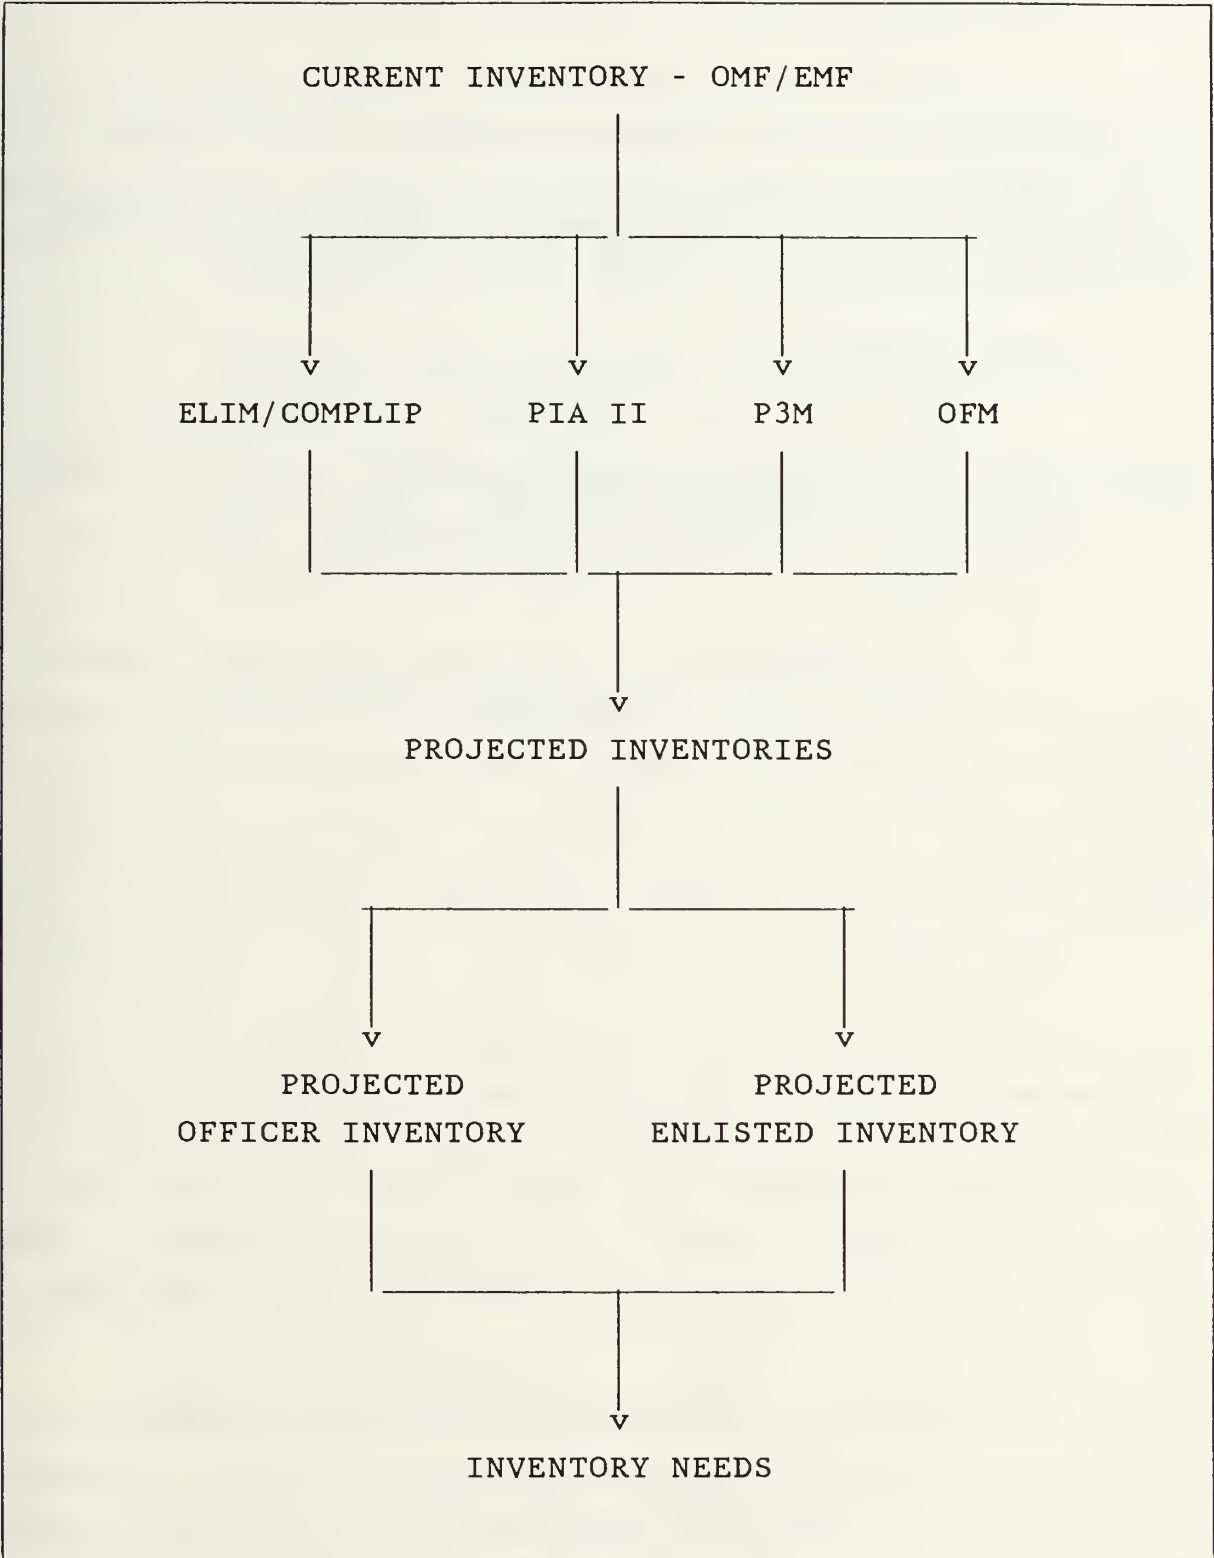 CURRENT INVENTORY - OMF/EMF
ELIM/COMPLIP PIA II P3M OFM
PROJECTED INVENTORIES
PROJECTED PROJECTED
OFFICER INVENTORY ENLISTED INVENTORY
INVENTORY NEEDS